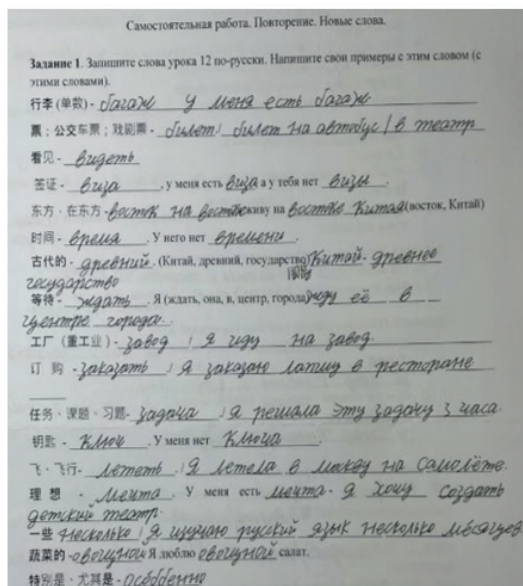 Самостоятельная работа. Повторение. Новые слова.
Задание 1. Запишите слова урока 12 по-русски. Напишите свои примеры с этим словом (с
этими словами).
行李 (单数) - багаж у меня есть багаж
票；公交车票；戏剧票 - билет/ билет на автобус/ в театр
看见 - видеть
签证 - виза , у меня есть виза а у тебя нет визы .
东方 · 在东方 - восток на востоке живу на востоке Китая (восток, Китай)
时间 - время . У него нет времени .
古代的 - древний . (Китай, древний, государство) Китай - древнее
государство
等待 - ждать . Я (ждать, она, в, центр, города) жду её в
центре города .
工厂 (重工业) - завод / Я иду на завод.
订 购 - заказать / Я заказаю лапшу в ресторане
任务 · 课题 · 习题 - задача / я решала эту задачу 3 часа.
钥匙 - Ключ . У меня нет Ключа .
飞 · 飞行 - лететь / Я летела в москву на самолёте.
理 想 - мечта . У меня есть мечта - я хочу создать
детский театр.
一些 несколько / Я изучаю русский язык несколько месяцев
蔬菜的 - овощной Я люблю овощной салат.
特别是 · 尤其是 - особбенно